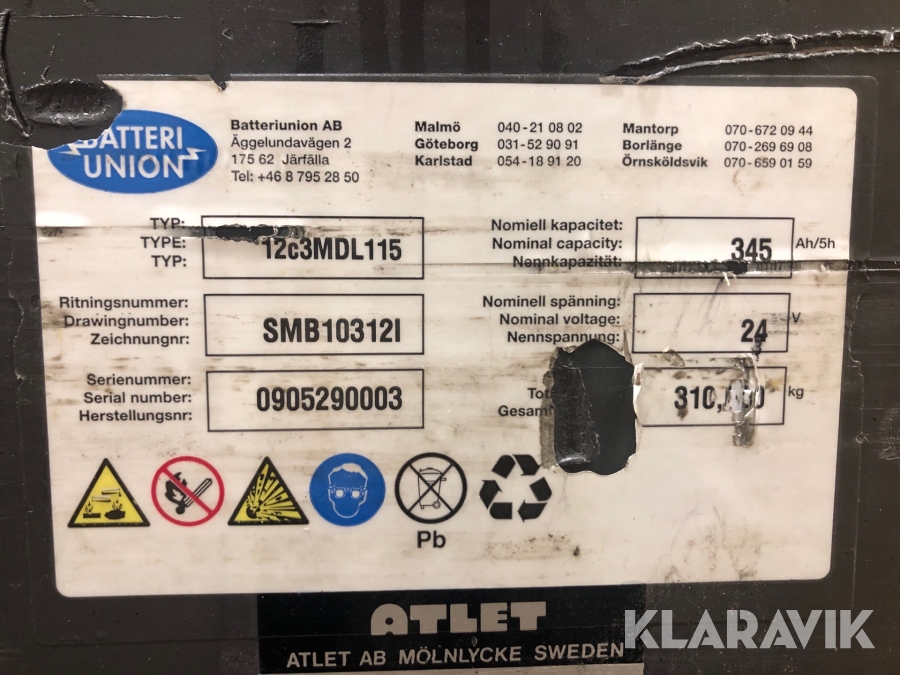 BATTERI
UNION
Batteriunion AB
Äggelundavägen 2
175 62 Järfälla
Tel: +46 8 795 28 50
Malmö 040-21 08 02
Göteborg 031-52 90 91
Karlstad 054-18 91 20
Mantorp 070-672 09 44
Borlänge 070-269 69 08
Örnsköldsvik 070-659 01 59
TYP:
TYPE:
TYP:
12c3MDL115
Nomiell kapacitet:
Nominal capacity:
Nennkapazität:
345 Ah/5h
Ritningsnummer:
Drawingnumber:
Zeichnungnr:
SMB10312I
Nominell spänning:
Nominal voltage:
Nennspannung:
24 V
Serienummer:
Serial number:
Herstellungsnr:
0905290003
kg
Pb
ATLET
ATLET AB MÖLNLYCKE SWEDEN
KLARAVIK